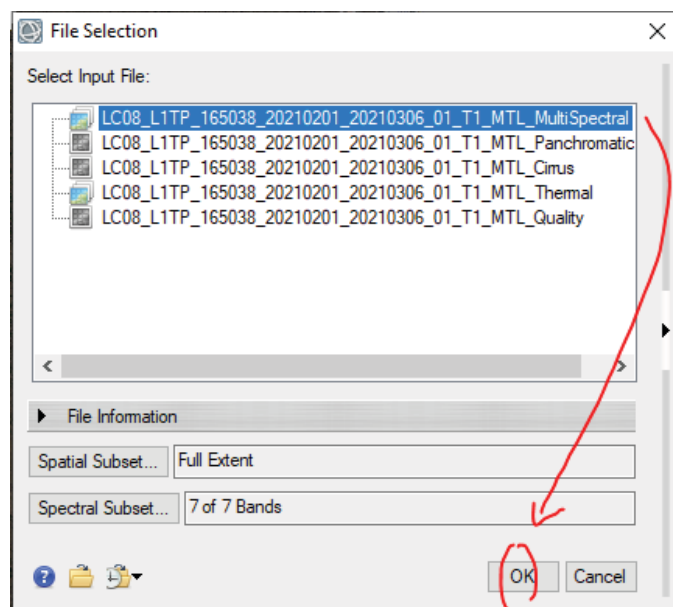 File Selection
Select Input File:
LC08_L1TP_165038_20210201_20210306_01_T1_MTL_MultiSpectral
LC08_L1TP_165038_20210201_20210306_01_T1_MTL_Panchromatic
LC08_L1TP_165038_20210201_20210306_01_T1_MTL_Cirrus
LC08_L1TP_165038_20210201_20210306_01_T1_MTL_Thermal
LC08_L1TP_165038_20210201_20210306_01_T1_MTL_Quality
File Information
Spatial Subset... Full Extent
Spectral Subset... 7 of 7 Bands
OK Cancel